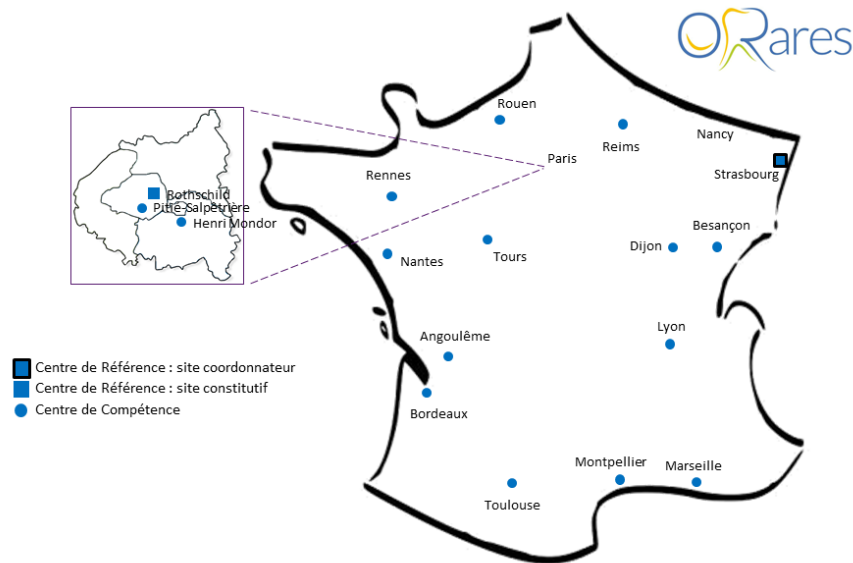 ORares
Rouen
Reims
Nancy
Paris
Strasbourg
Rennes
Rothschild
Pitié-Salpêtrière
Henri Mondor
Besançon
Dijon
Tours
Nantes
Lyon
Angoulême
Centre de Référence : site coordonnateur
Centre de Référence : site constitutif
Centre de Compétence
Bordeaux
Montpellier
Marseille
Toulouse